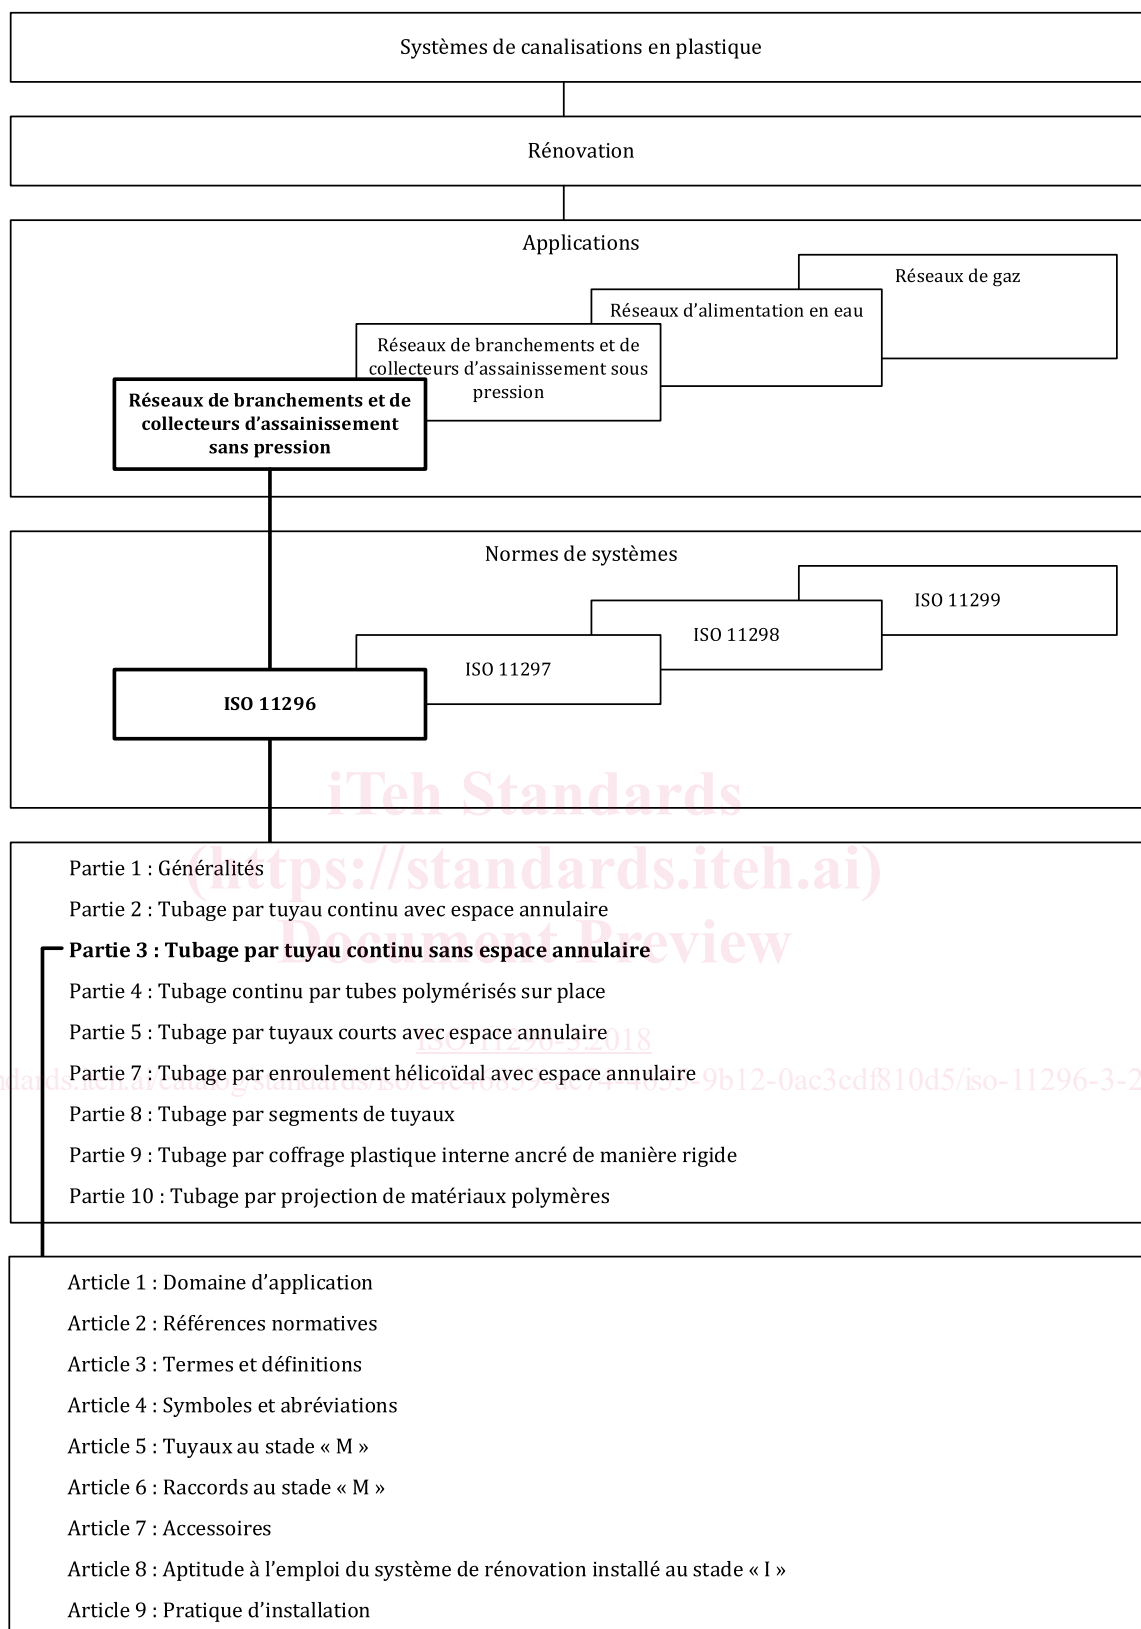 Systèmes de canalisations en plastique
Rénovation
Applications
Réseaux de gaz
Réseaux d’alimentation en eau
Réseaux de branchements et de
collecteurs d’assainissement sous
pression
Réseaux de branchements et de
collecteurs d’assainissement
sans pression
Normes de systèmes
ISO 11299
ISO 11298
ISO 11297
ISO 11296
iTeh Standards
(https://standards.iteh.ai)
Document Preview
Partie 1 : Généralités
Partie 2 : Tubage par tuyau continu avec espace annulaire
Partie 3 : Tubage par tuyau continu sans espace annulaire
Partie 4 : Tubage continu par tubes polymérisés sur place
Partie 5 : Tubage par tuyaux courts avec espace annulaire
ISO 11296-3:2018
Partie 7 : Tubage par enroulement hélicoïdal avec espace annulaire
Partie 8 : Tubage par segments de tuyaux
Partie 9 : Tubage par coffrage plastique interne ancré de manière rigide
Partie 10 : Tubage par projection de matériaux polymères
Article 1 : Domaine d’application
Article 2 : Références normatives
Article 3 : Termes et définitions
Article 4 : Symboles et abréviations
Article 5 : Tuyaux au stade « M »
Article 6 : Raccords au stade « M »
Article 7 : Accessoires
Article 8 : Aptitude à l’emploi du système de rénovation installé au stade « I »
Article 9 : Pratique d’installation